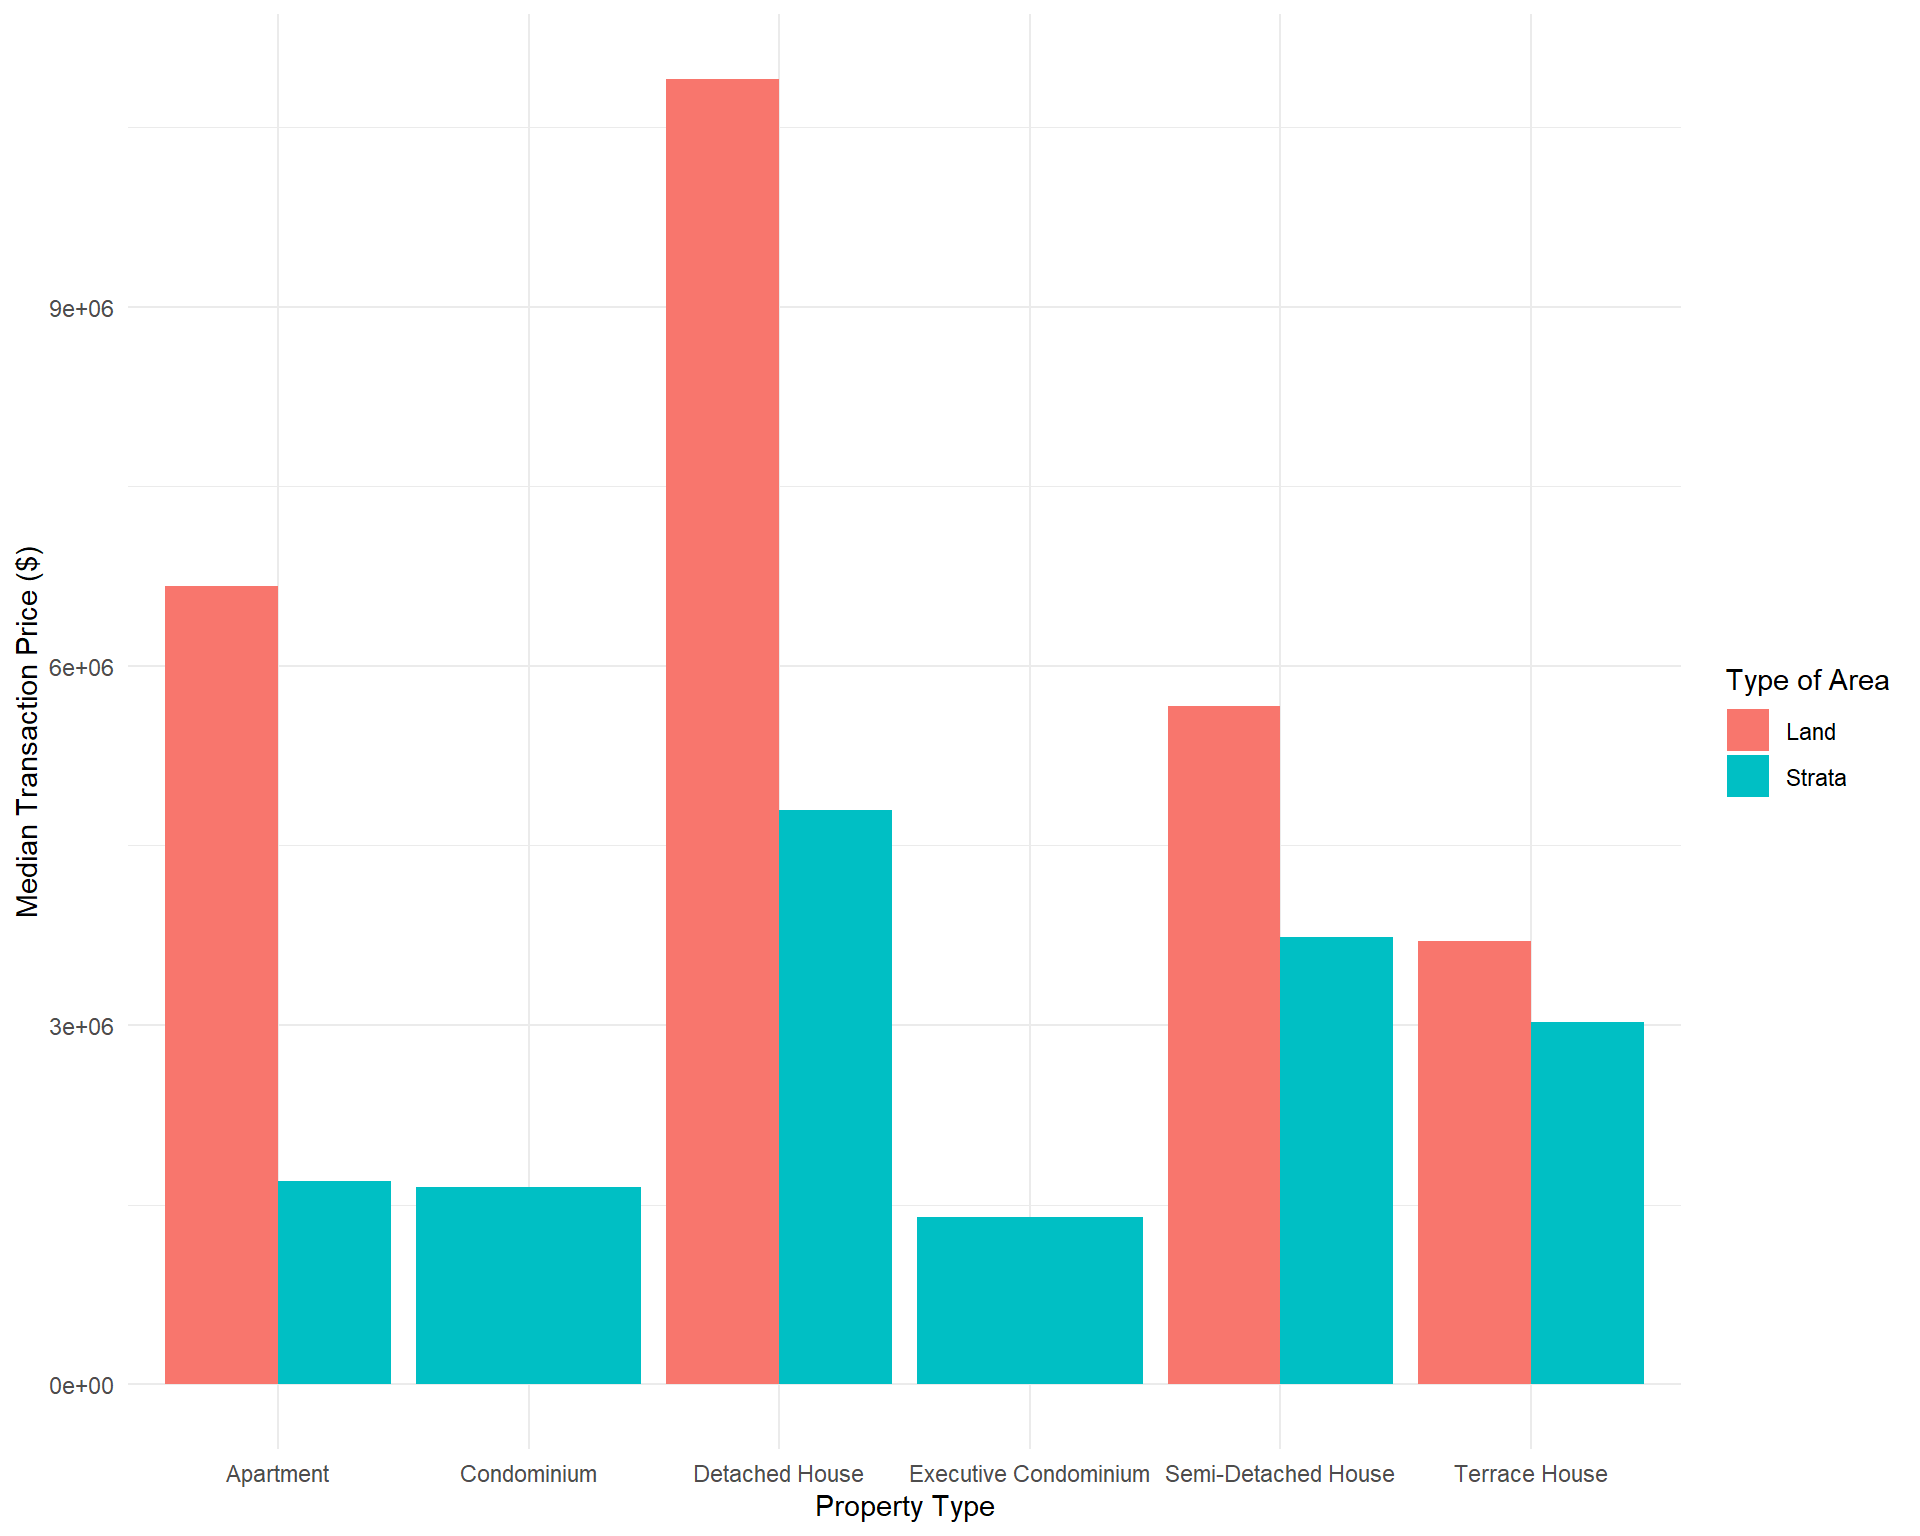 9e+06
6e+06
3e+06
0e+00
Median Transaction Price ($)
Apartment
Condominium
Detached House
Executive Condominium
Semi-Detached House
Terrace House
Property Type
Type of Area
Land
Strata